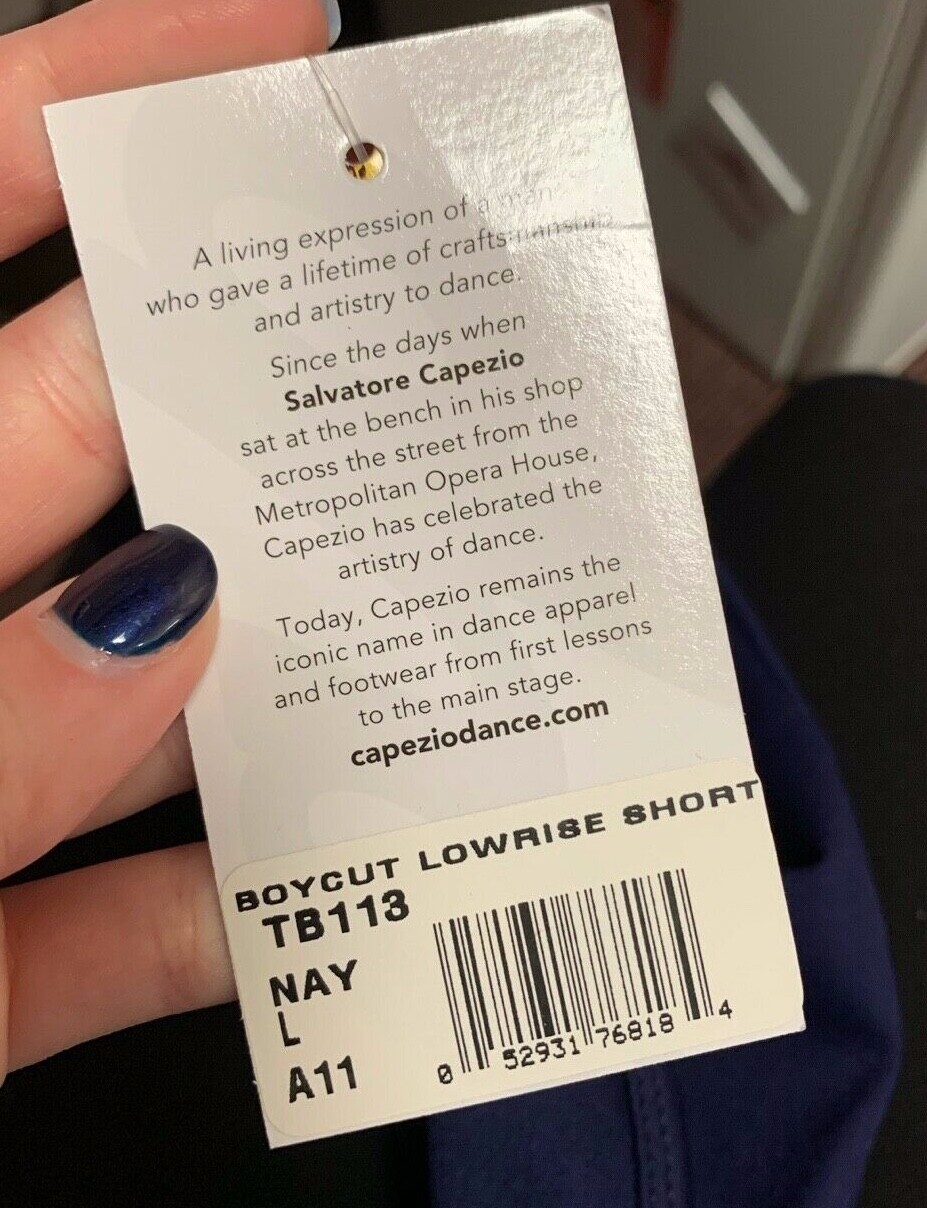 A living expression of a man
who gave a lifetime of craftsmanship
and artistry to dance.
Since the days when
Salvatore Capezio
sat at the bench in his shop
across the street from the
Metropolitan Opera House,
Capezio has celebrated the
artistry of dance.
Today, Capezio remains the
iconic name in dance apparel
and footwear from first lessons
to the main stage.
capeziodance.com
BOYCUT LOWRISE SHORT
TB113
NAY
L
A11
0 52931 76818 4